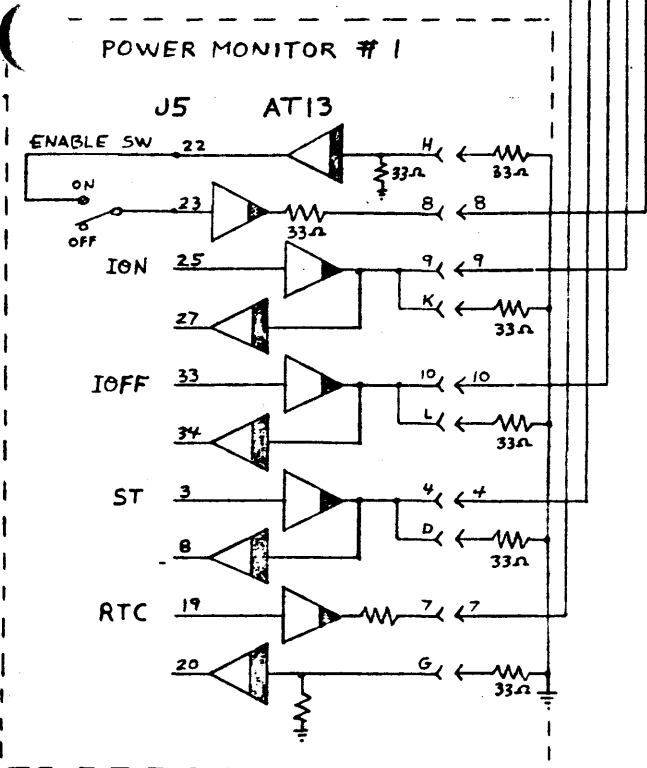 POWER MONITOR # 1
J5 AT13
ENABLE SW 22 H
33Ω 33Ω
ON
23 8 8
OFF 33Ω
ION 25 9 9
K
27 33Ω
IOFF 33 10 10
L
34 33Ω
ST 3 4 4
D
8 33Ω
RTC 19 7 7
20 G
33Ω